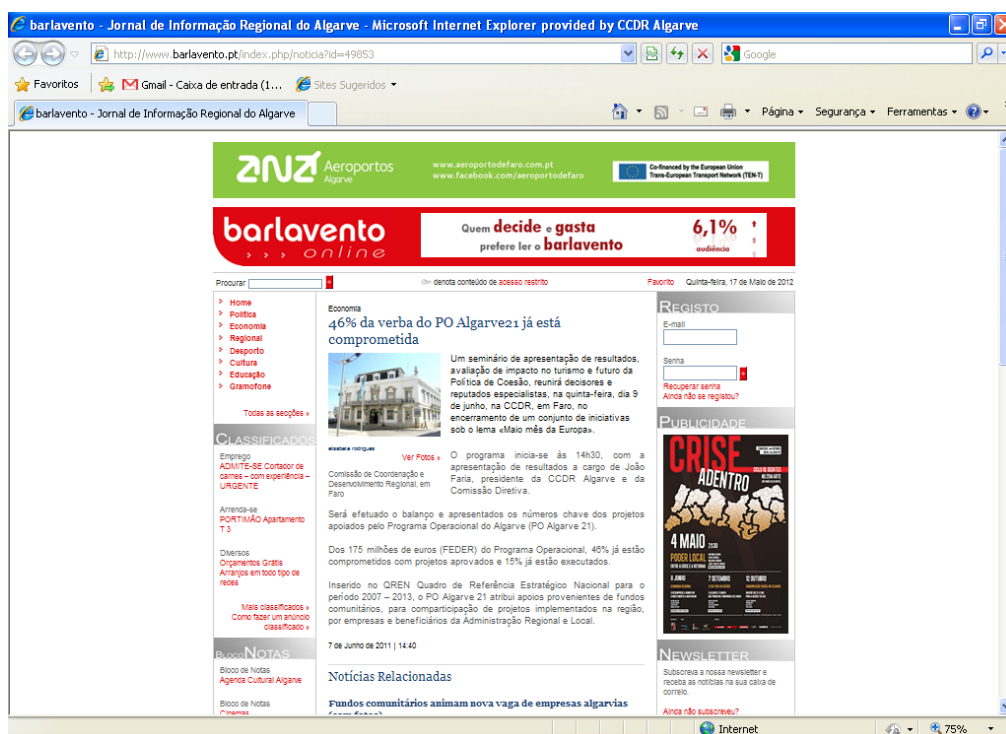 barlavento - Jornal de Informação Regional do Algarve - Microsoft Internet Explorer provided by CCDR Algarve
http://www.barlavento.pt/index.php/noticia?id=49853
Google
Favoritos
Gmail - Caixa de entrada (1...
Sites Sugeridos
barlavento - Jornal de Informação Regional do Algarve
Página
Segurança
Ferramentas
ANA Aeroportos
Algarve
www.aeroportodefaro.com.pt
www.facebook.com/aeroportodefaro
Co-financed by the European Union
Trans-European Transport Network (TEN-T)
barlavento
online
Quem decide e gasta
prefere ler o barlavento
6,1%
audiência
Procurar
denota conteúdo de acesso restrito
Favorito
Quinta-feira, 17 de Maio de 2012
Home
Política
Economia
Regional
Desporto
Cultura
Educação
Gramofone
Todas as secções »
CLASSIFICADOS
Emprego
ADMITE-SE Cortador de
carnes – com experiência –
URGENTE
Arrenda-se
PORTIMÃO Apartamento
T 3
Diversos
Orçamentos Grátis
Arranjos em todo tipo de
redes
Mais classificados »
Como fazer um anúncio
classificado »
BLOCO NOTAS
Bloco de Notas
Agenda Cultural Algarve
Bloco de Notas
Cinemas
Economia
46% da verba do PO Algarve21 já está
comprometida
Um seminário de apresentação de resultados,
avaliação de impacto no turismo e futuro da
Política de Coesão, reunirá decisores e
reputados especialistas, na quinta-feira, dia 9
de junho, na CCDR, em Faro, no
encerramento de um conjunto de iniciativas
sob o lema «Maio mês da Europa».
elisabete rodrigues
Ver Fotos »
Comissão de Coordenação e
Desenvolvimento Regional, em
Faro
O programa inicia-se às 14h30, com a
apresentação de resultados a cargo de João
Faria, presidente da CCDR Algarve e da
Comissão Diretiva.
Será efetuado o balanço e apresentados os números chave dos projetos
apoiados pelo Programa Operacional do Algarve (PO Algarve 21).
Dos 175 milhões de euros (FEDER) do Programa Operacional, 46% já estão
comprometidos com projetos aprovados e 15% já estão executados.
Inserido no QREN Quadro de Referência Estratégico Nacional para o
período 2007 – 2013, o PO Algarve 21 atribui apoios provenientes de fundos
comunitários, para comparticipação de projetos implementados na região,
por empresas e beneficiários da Administração Regional e Local.
7 de Junho de 2011 | 14:40
Notícias Relacionadas
Fundos comunitários animam nova vaga de empresas algarvias
(com fotos)
REGISTO
E-mail
Senha
Recuperar senha
Ainda não se registou?
PUBLICIDADE
CRISE
ADENTRO
4 MAIO
PODER LOCAL
8 JUNHO
7 SETEMBRO
12 OUTUBRO
NEWSLETTER
Subscreva a nossa newsletter e
receba as notícias na sua caixa de
correio.
Ainda não subscreveu?
Internet
75%